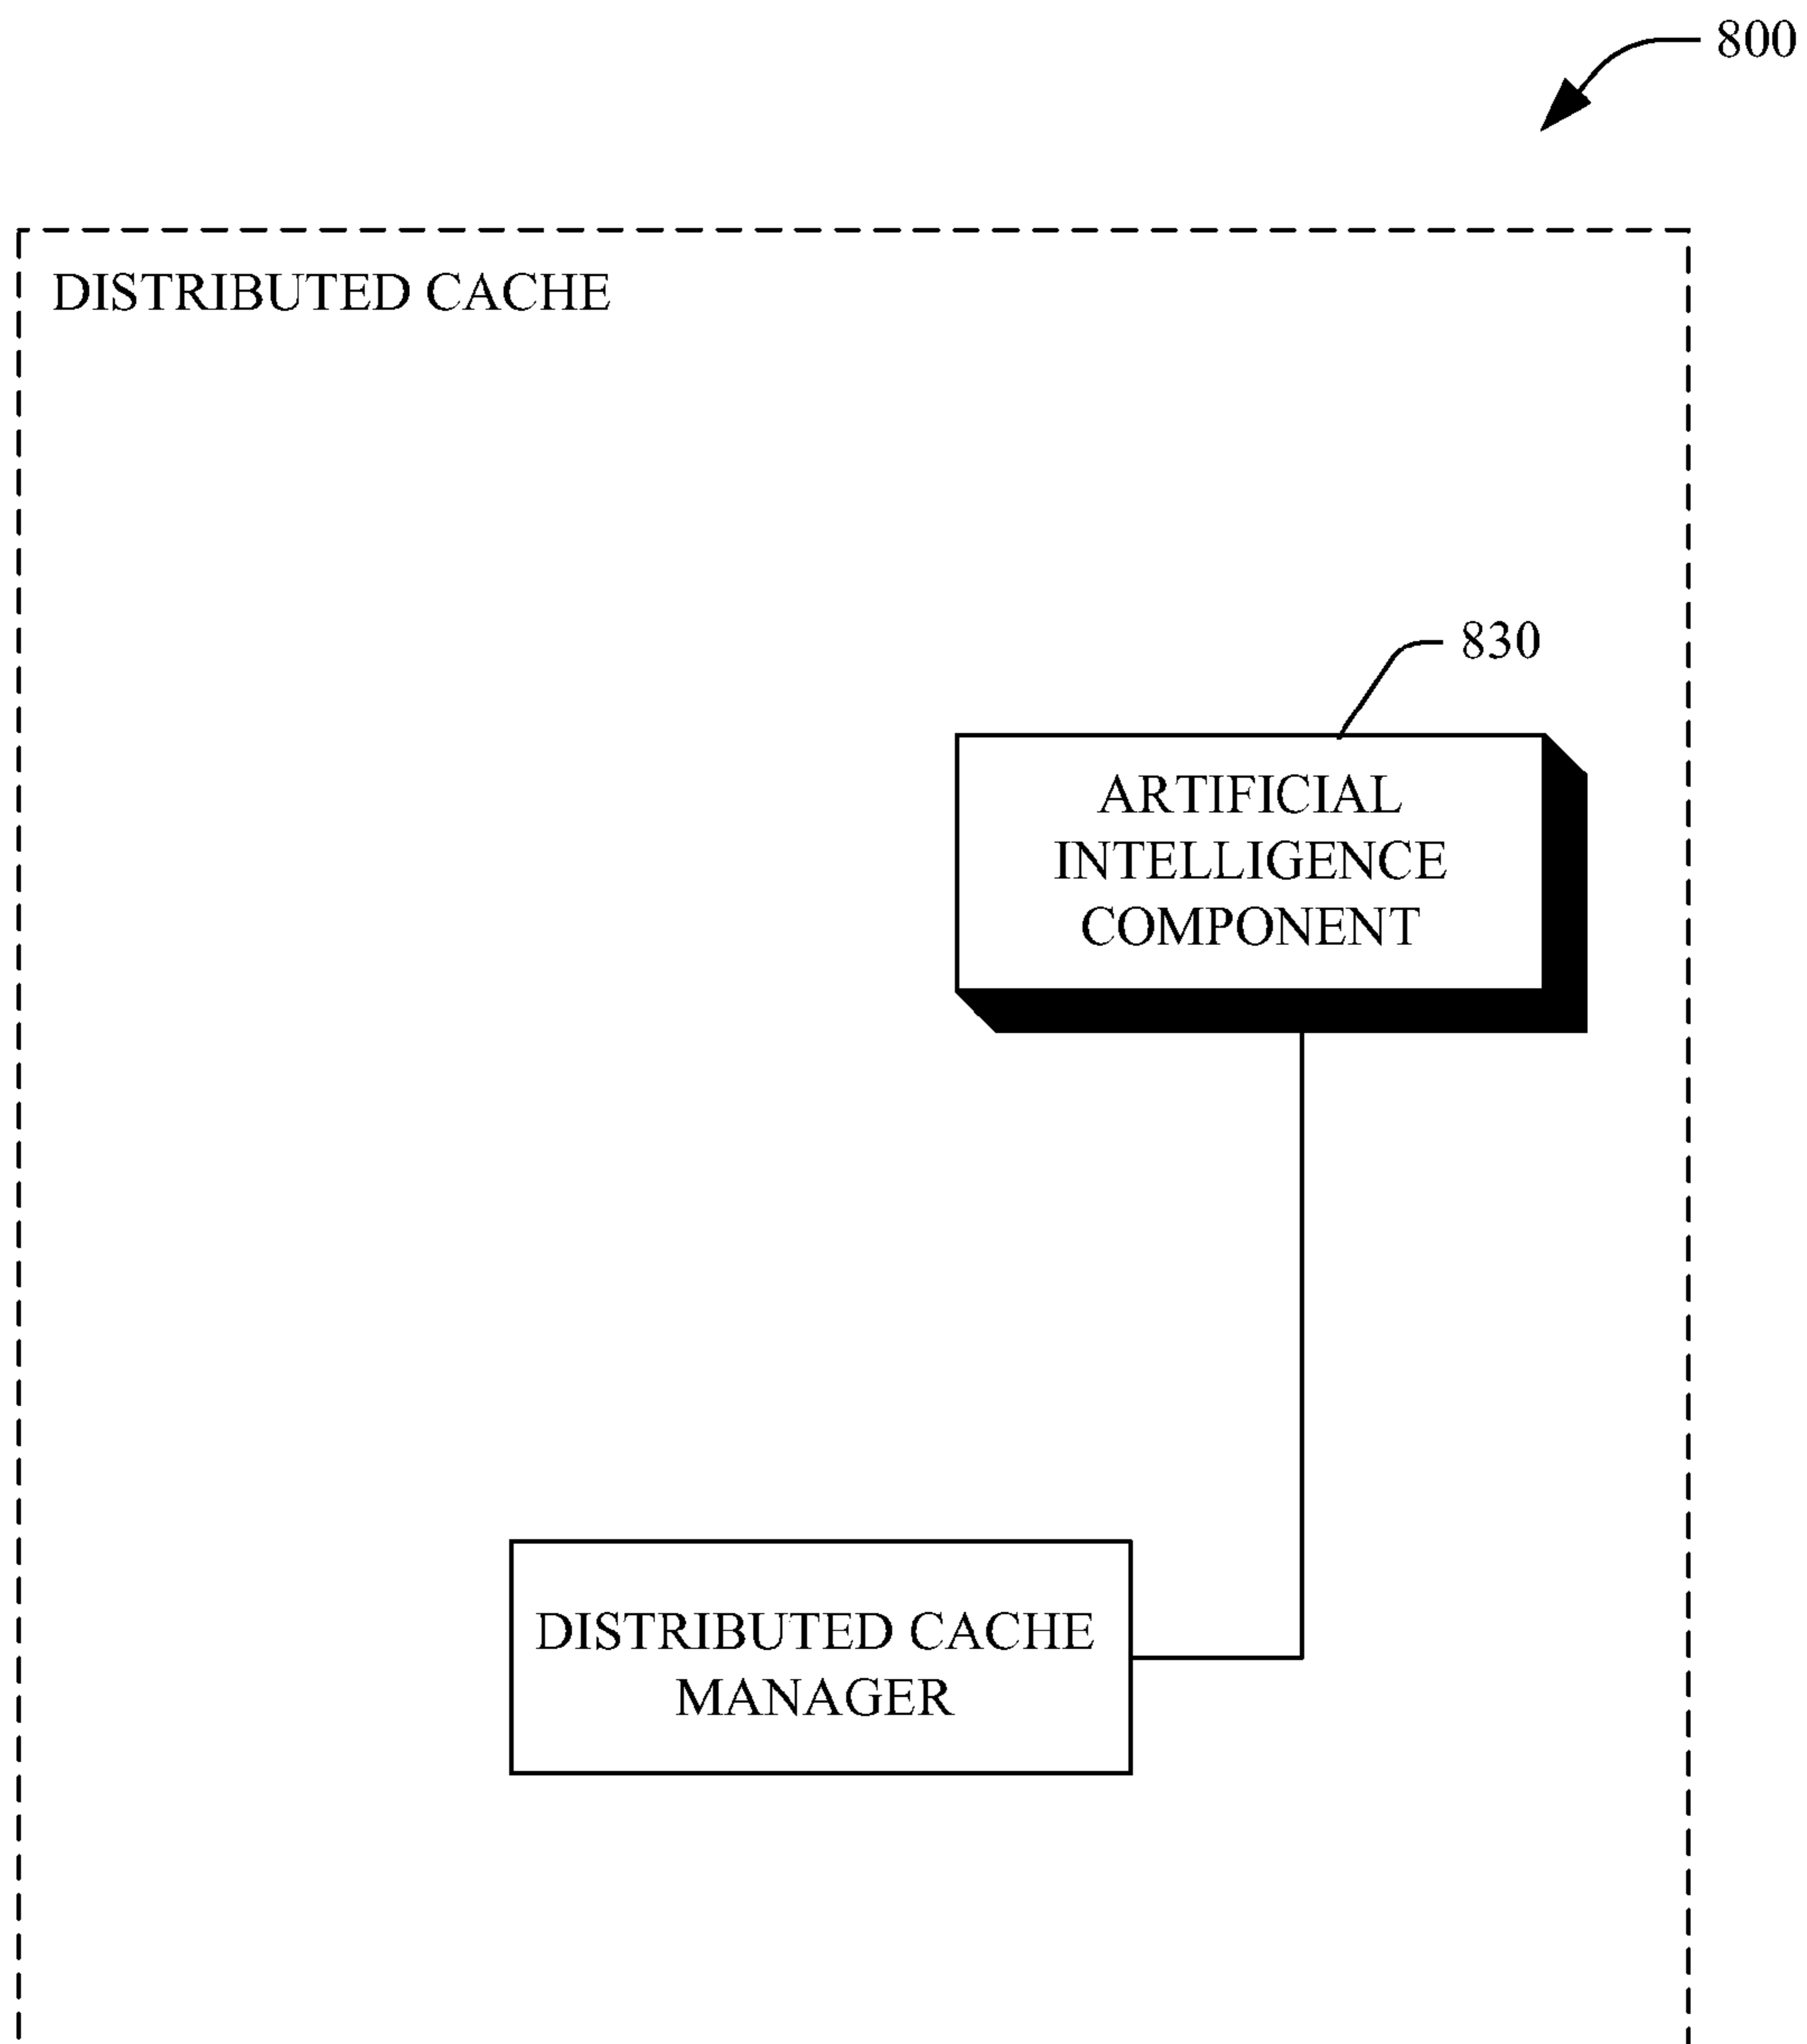 800
DISTRIBUTED CACHE
830
ARTIFICIAL
INTELLIGENCE
COMPONENT
DISTRIBUTED CACHE
MANAGER